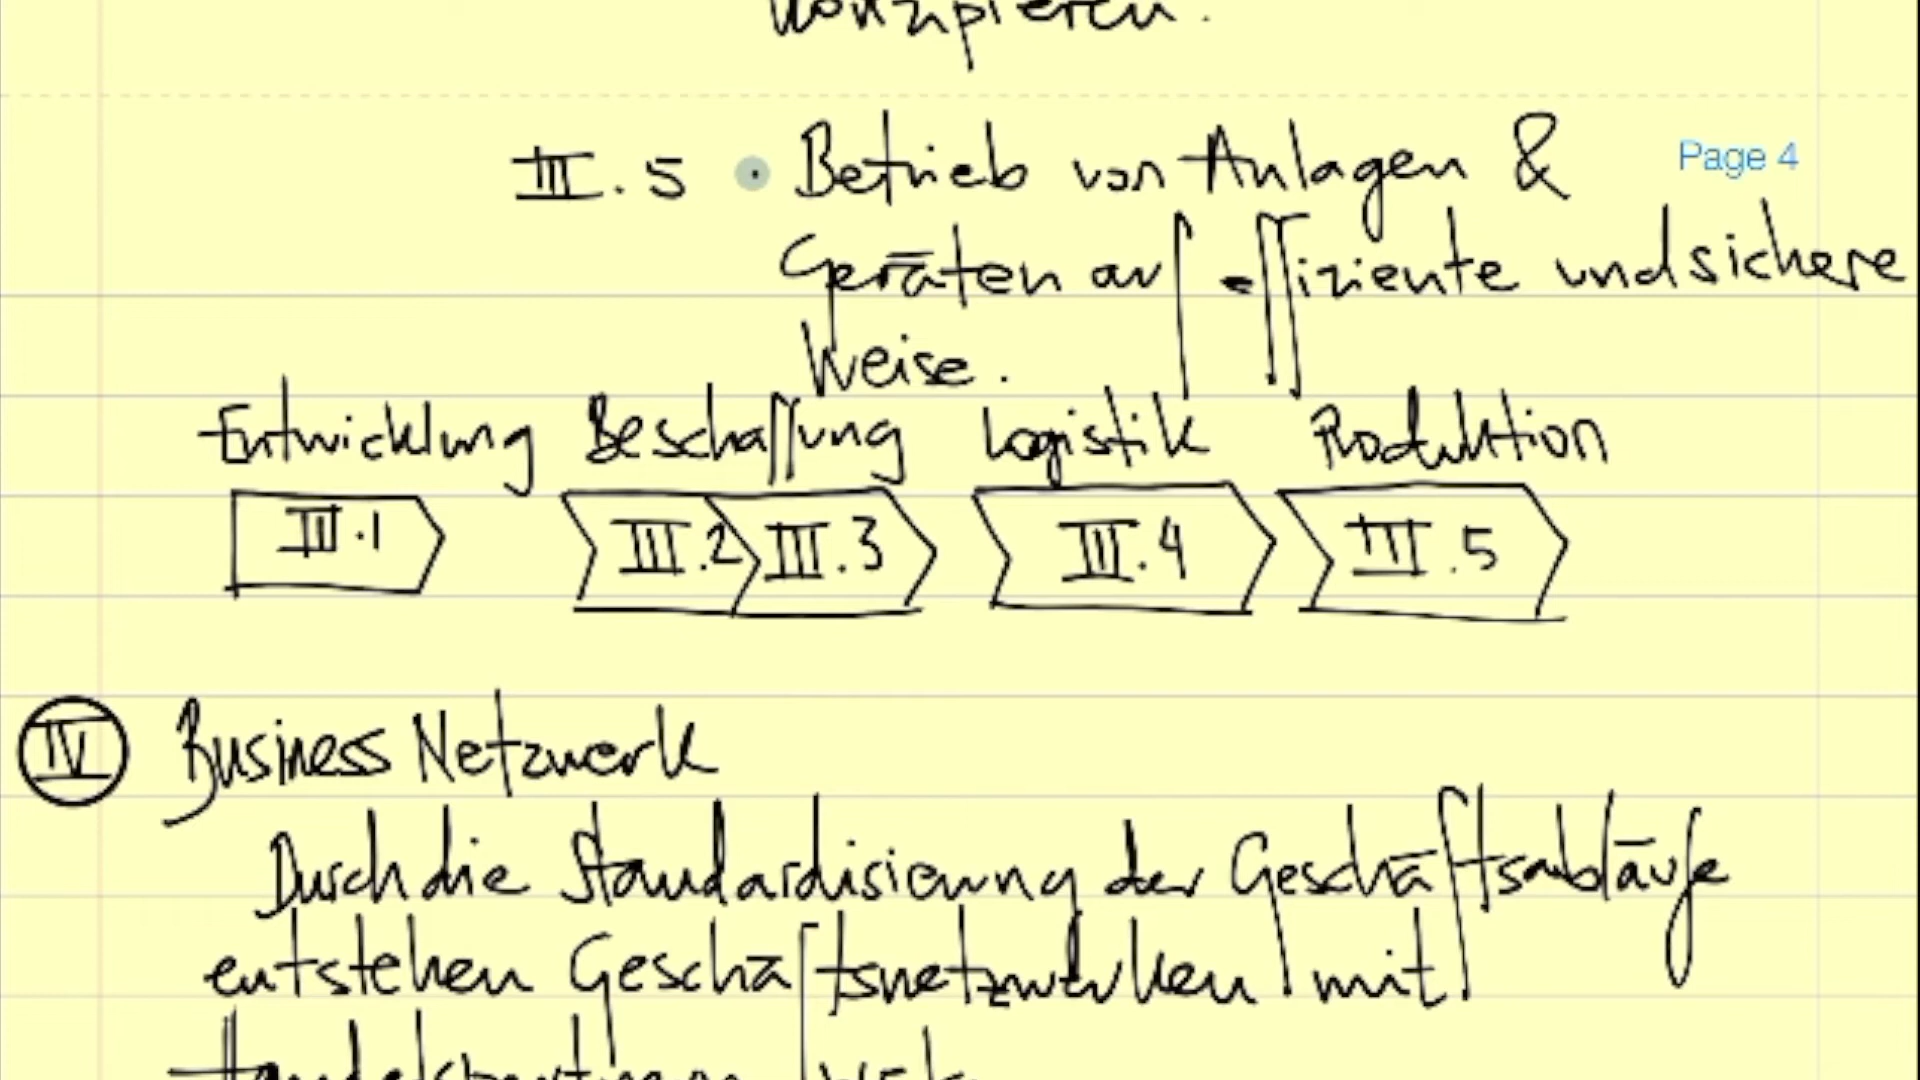 konzipieren.
III.5 • Betrieb von Anlagen &
Page 4
Geräten auf effiziente und sichere
Weise.
Entwicklung Beschaffung Logistik Produktion
III.1 III.2 III.3 III.4 III.5
IV Business Netzwerk
Durch die Standardisierung der Geschäftsabläufe
entstehen Geschäftsnetzwerken mit